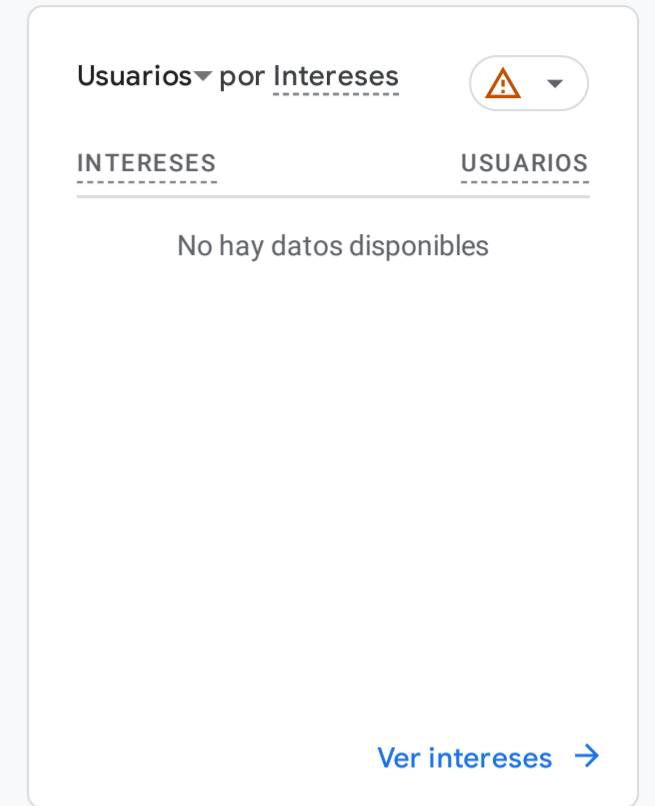 Usuarios por Intereses
INTERESES USUARIOS
No hay datos disponibles
Ver intereses